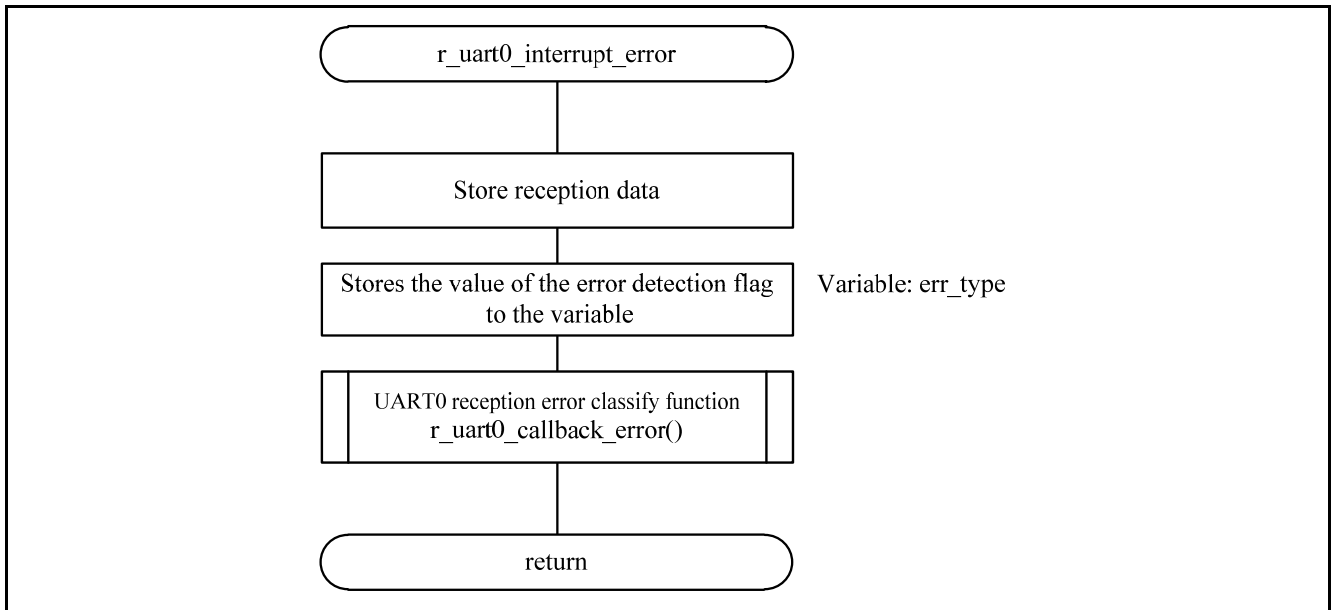 r_uart0_interrupt_error
Store reception data
Stores the value of the error detection flag
to the variable
Variable: err_type
UART0 reception error classify function
r_uart0_callback_error()
return